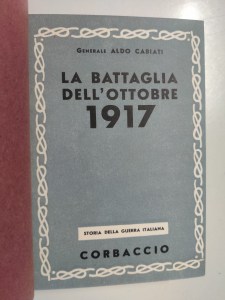 GENERALE ALDO CABIATI
LA BATTAGLIA
DELL'OTTOBRE
1917
STORIA DELLA GUERRA ITALIANA
CORBACCIO